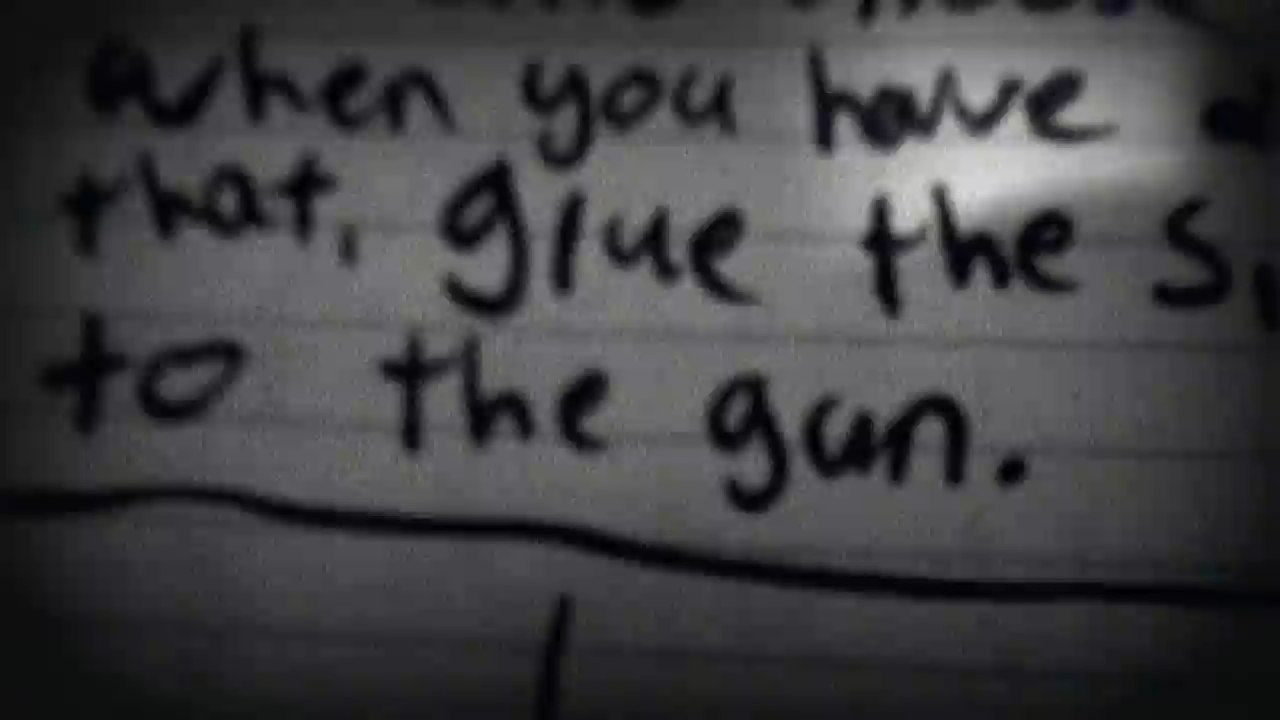 when you have
that, glue the
to the gun.